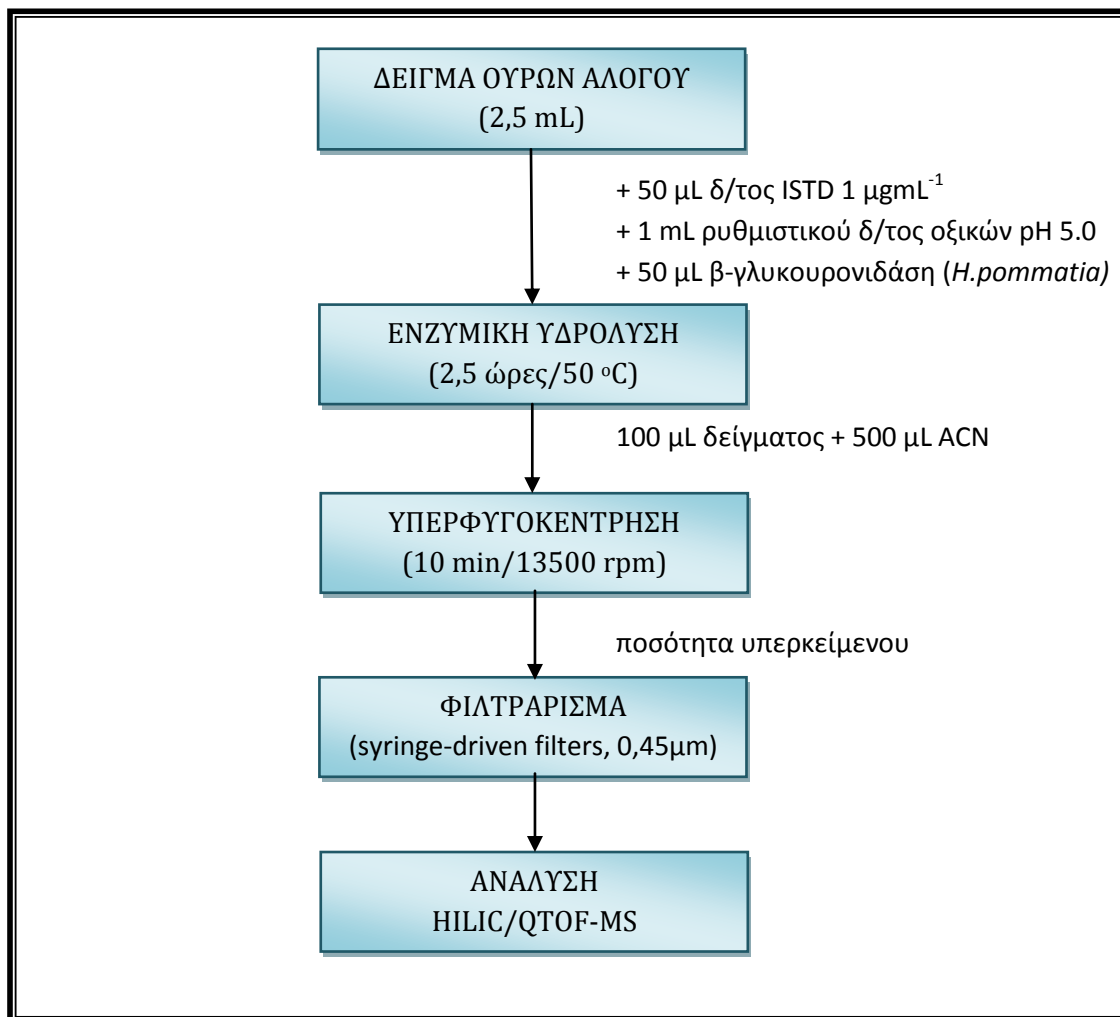 ΔΕΙΓΜΑ ΟΥΡΩΝ ΑΛΟΓΟΥ
(2,5 mL)
+ 50 μL δ/τος ISTD 1 μgmL⁻¹
+ 1 mL ρυθμιστικού δ/τος οξικών pH 5.0
+ 50 μL β-γλυκουρονιδάση (H.pommatia)
ΕΝΖΥΜΙΚΗ ΥΔΡΟΛΥΣΗ
(2,5 ώρες/50 ᵒC)
100 μL δείγματος + 500 μL ACN
ΥΠΕΡΦΥΓΟΚΕΝΤΡΗΣΗ
(10 min/13500 rpm)
ποσότητα υπερκείμενου
ΦΙΛΤΡΑΡΙΣΜΑ
(syringe-driven filters, 0,45μm)
ΑΝΑΛΥΣΗ
HILIC/QTOF-MS